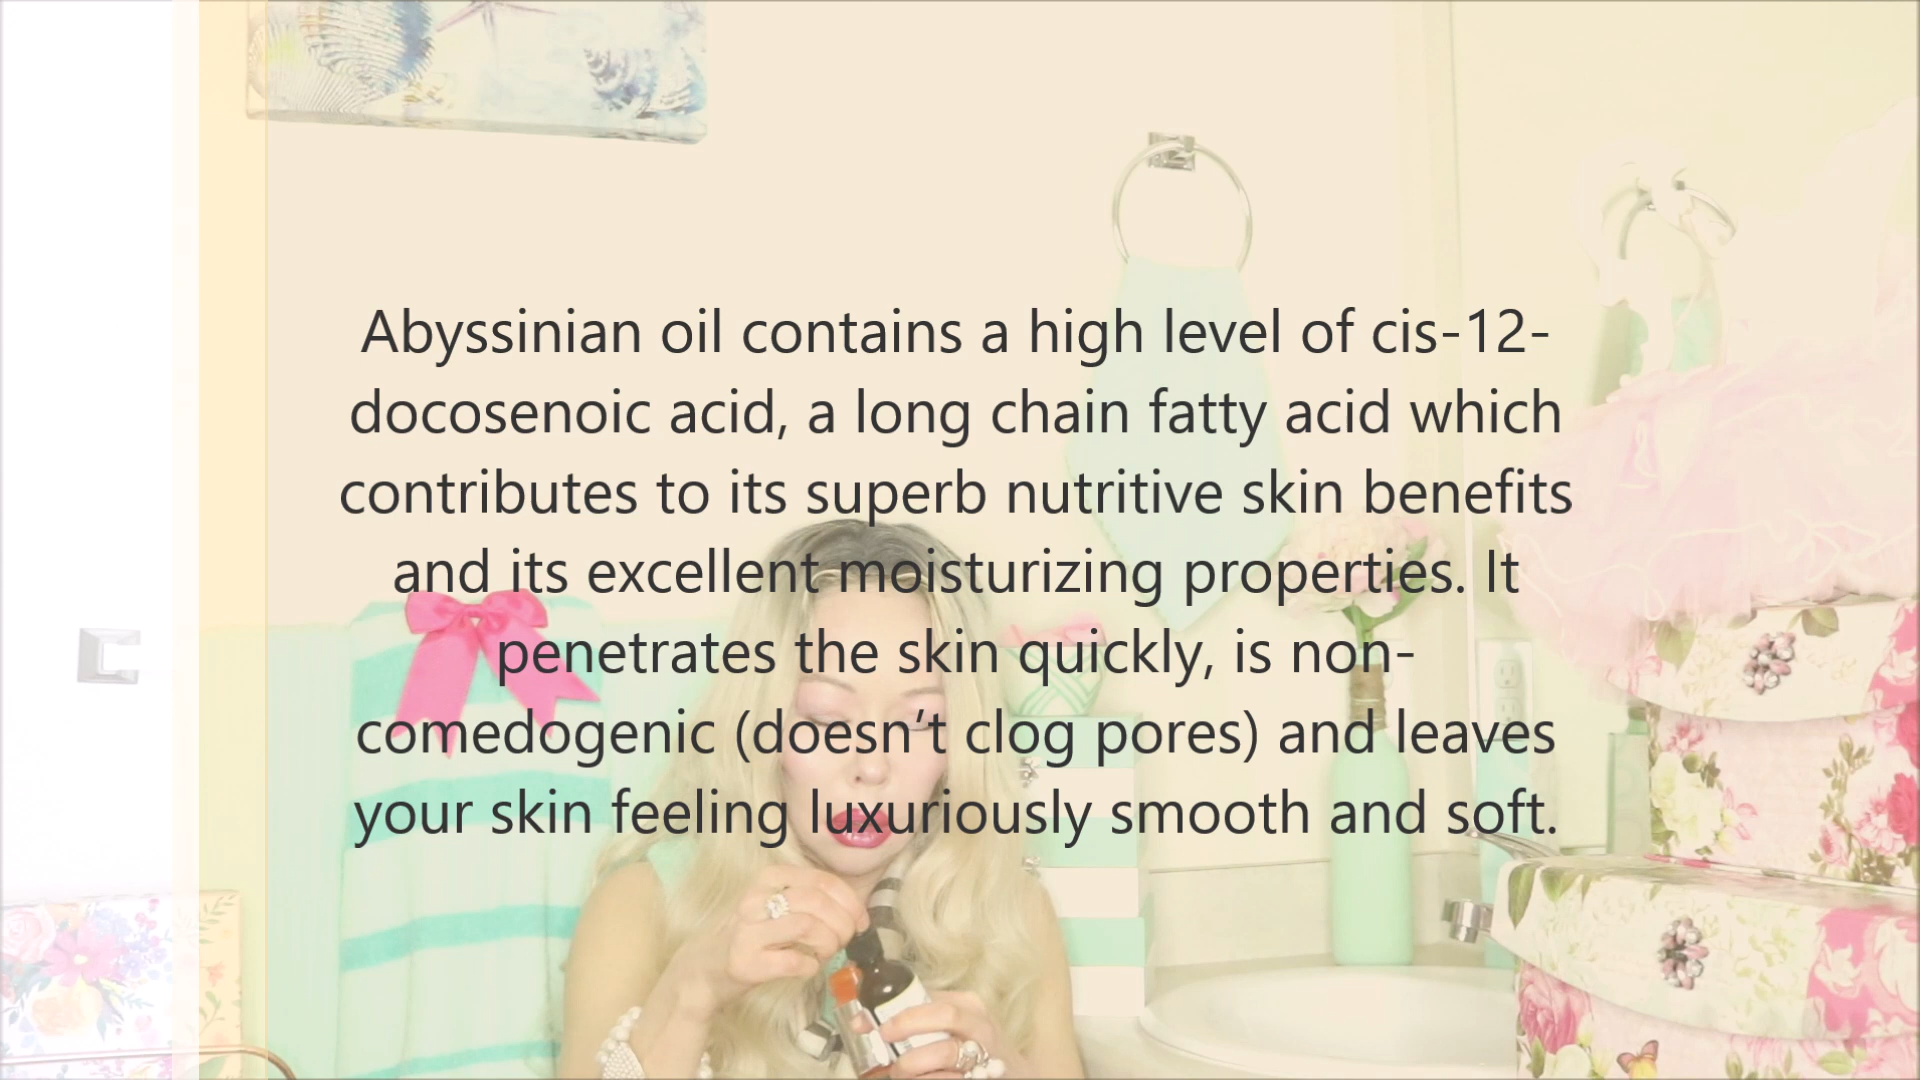 Abyssinian oil contains a high level of cis-12-
docosenoic acid, a long chain fatty acid which
contributes to its superb nutritive skin benefits
and its excellent moisturizing properties. It
penetrates the skin quickly, is non-
comedogenic (doesn’t clog pores) and leaves
your skin feeling luxuriously smooth and soft.